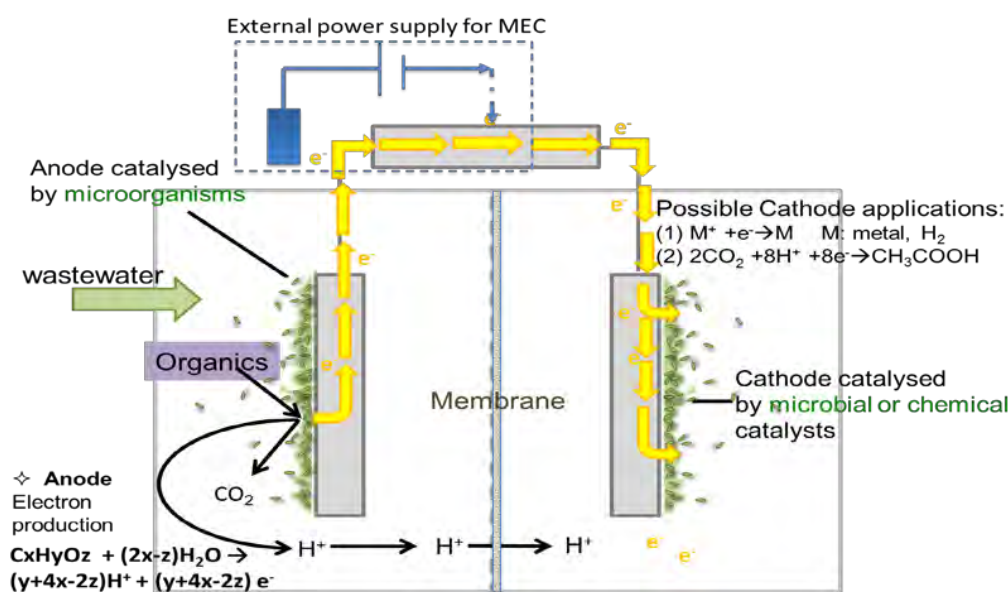 External power supply for MEC
e-
e-
e-
Anode catalysed
by microorganisms
e-
Possible Cathode applications:
(1) M⁺ +e-→M M: metal, H₂
(2) 2CO₂ +8H⁺ +8e-→CH₃COOH
e-
wastewater
e
Organics
e
e-
Membrane
Cathode catalysed
by microbial or chemical
catalysts
✧ Anode
Electron
production
CO₂
CxHyOz + (2x-z)H₂O →
(y+4x-2z)H⁺ + (y+4x-2z) e-
H⁺
H⁺
H⁺
e-
e-